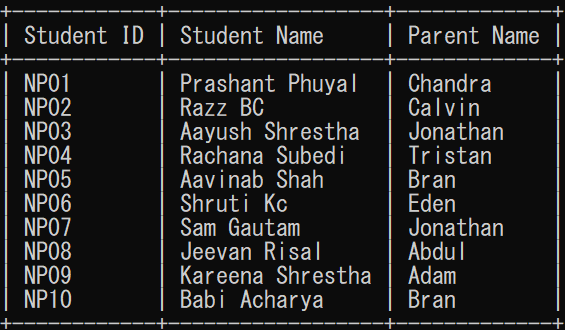 | Student ID | Student Name | Parent Name |
| NP01 | Prashant Phuyal | Chandra |
| NP02 | Razz BC | Calvin |
| NP03 | Aayush Shrestha | Jonathan |
| NP04 | Rachana Subedi | Tristan |
| NP05 | Aavinab Shah | Bran |
| NP06 | Shruti Kc | Eden |
| NP07 | Sam Gautam | Jonathan |
| NP08 | Jeevan Risal | Abdul |
| NP09 | Kareena Shrestha | Adam |
| NP10 | Babi Acharya | Bran |